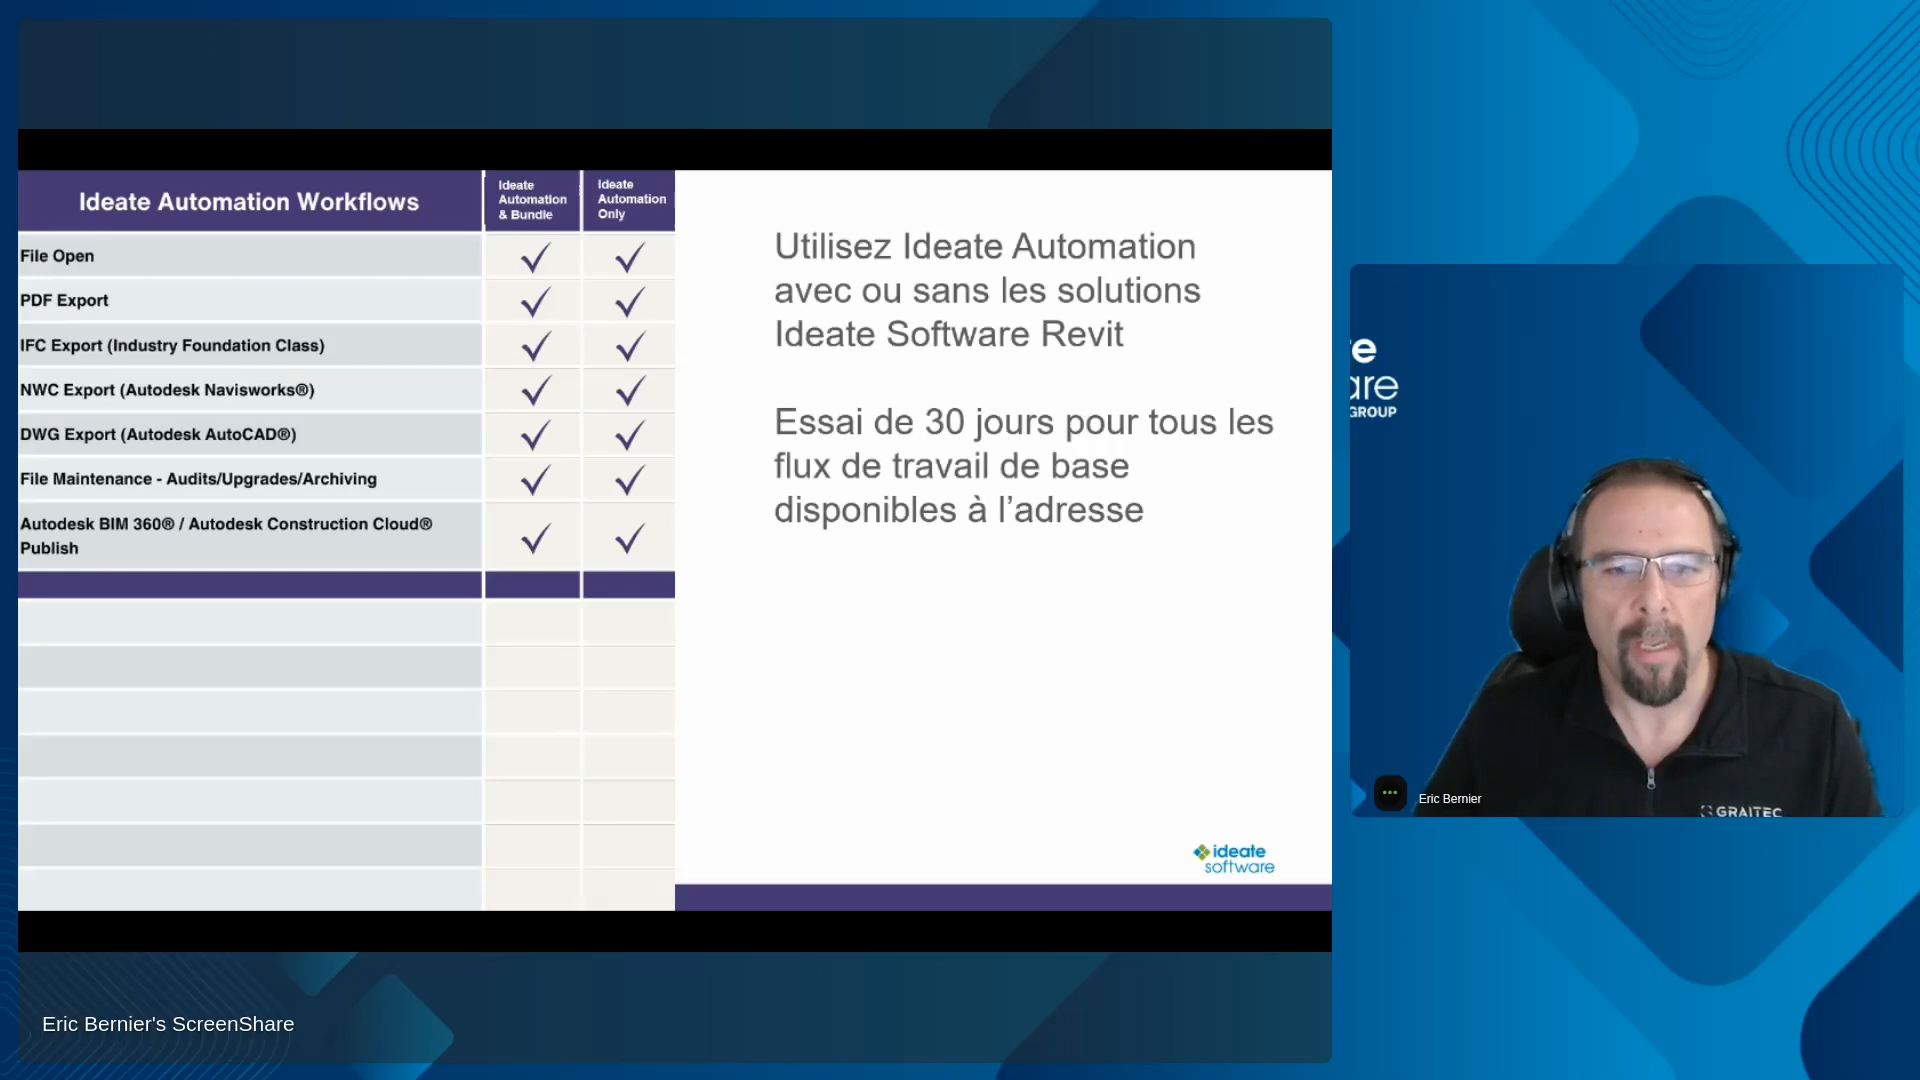 Ideate Automation Workflows
Ideate
Automation
& Bundle
Ideate
Automation
Only
File Open
PDF Export
IFC Export (Industry Foundation Class)
NWC Export (Autodesk Navisworks®)
DWG Export (Autodesk AutoCAD®)
File Maintenance - Audits/Upgrades/Archiving
Autodesk BIM 360® / Autodesk Construction Cloud®
Publish
Utilisez Ideate Automation
avec ou sans les solutions
Ideate Software Revit
Essai de 30 jours pour tous les
flux de travail de base
disponibles à l’adresse
ideate
software
GROUP
Eric Bernier
GRAITEC
Eric Bernier's ScreenShare